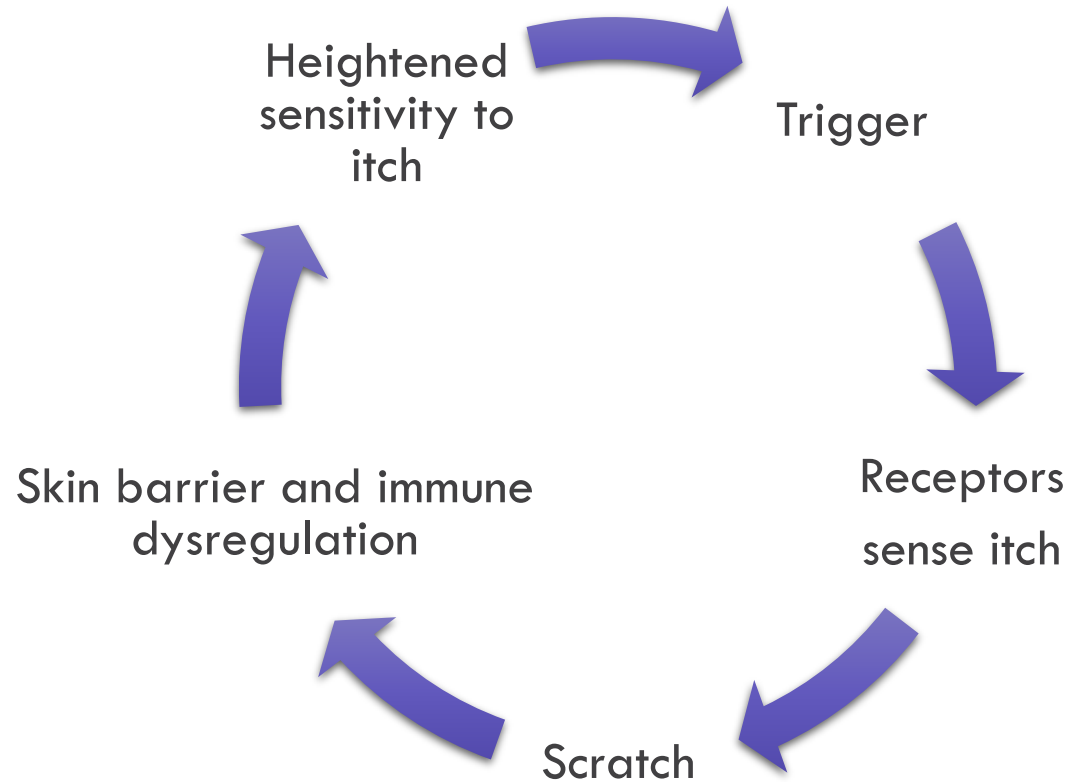 Heightened
sensitivity to
itch
Trigger
Receptors
sense itch
Scratch
Skin barrier and immune
dysregulation